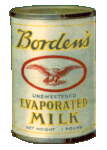 Borden's
UNSWEETENED
EVAPORATED
MILK
NET WEIGHT 1 POUND